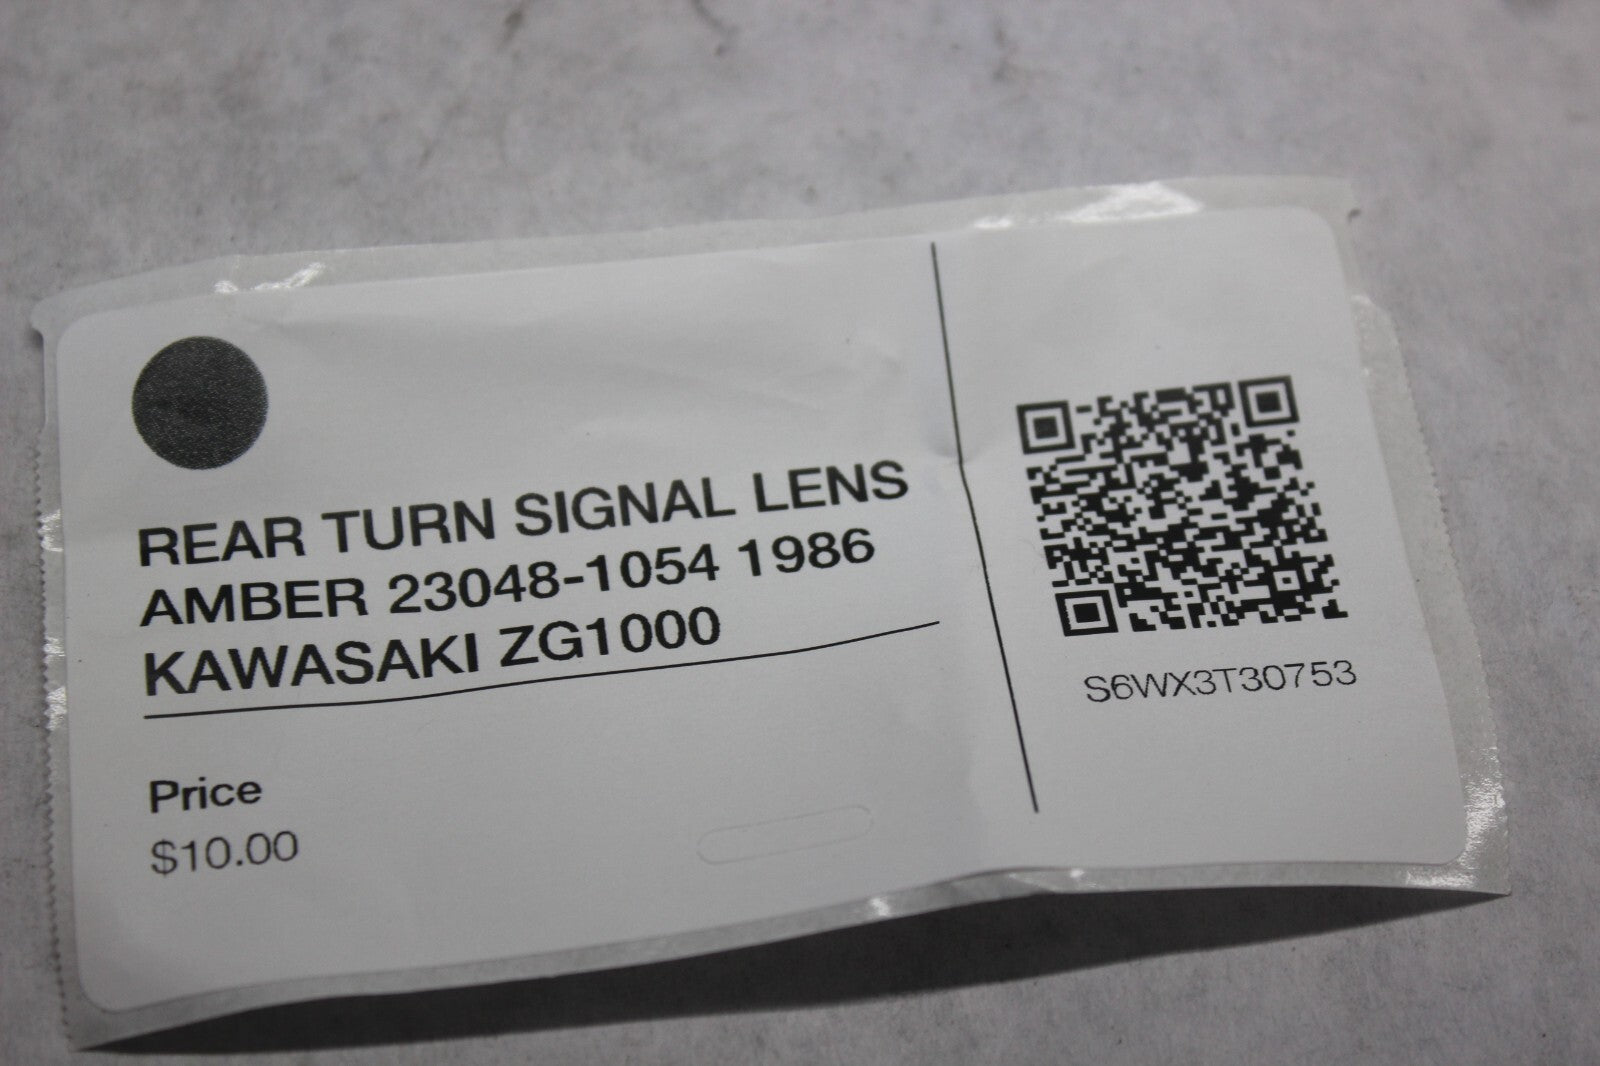 REAR TURN SIGNAL LENS
AMBER 23048-1054 1986
KAWASAKI ZG1000
Price
$10.00
S6WX3T30753